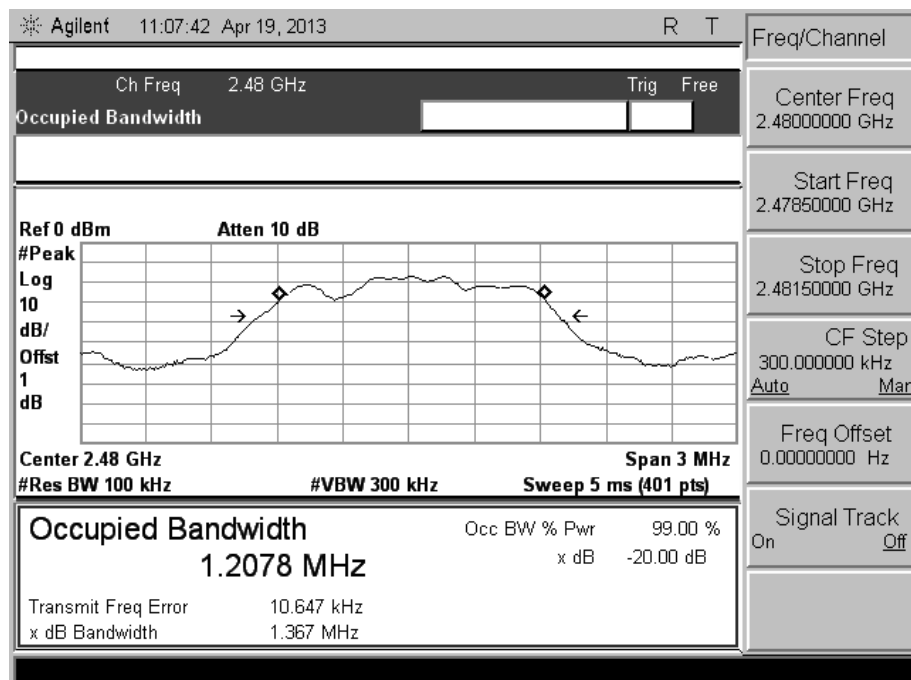 Agilent 11:07:42 Apr 19, 2013 R T
Freq/Channel
Ch Freq 2.48 GHz Trig Free
Occupied Bandwidth
Center Freq
2.48000000 GHz
Start Freq
2.47850000 GHz
Stop Freq
2.48150000 GHz
CF Step
300.000000 kHz
Auto Man
Freq Offset
0.00000000 Hz
Signal Track
On Off
Ref 0 dBm Atten 10 dB
#Peak
Log
10
dB/
Offst
1
dB
Center 2.48 GHz Span 3 MHz
#Res BW 100 kHz #VBW 300 kHz Sweep 5 ms (401 pts)
Occupied Bandwidth
1.2078 MHz
Occ BW % Pwr 99.00 %
x dB -20.00 dB
Transmit Freq Error 10.647 kHz
x dB Bandwidth 1.367 MHz